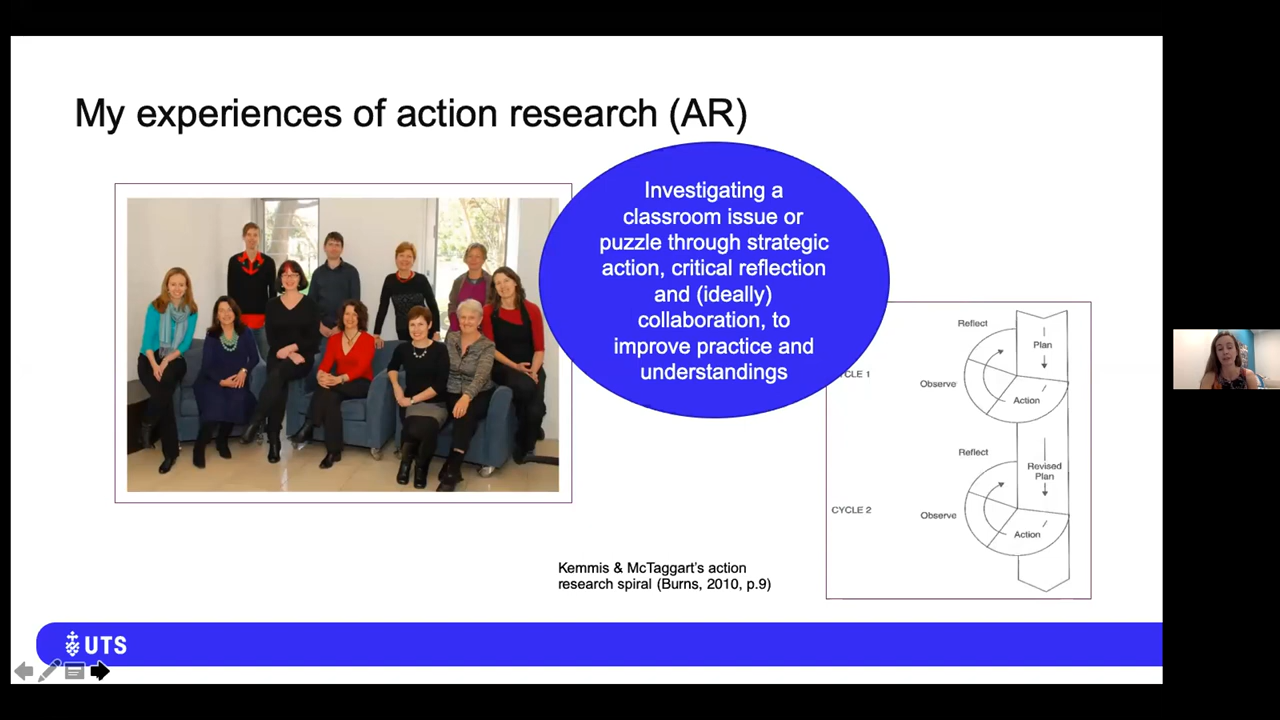 My experiences of action research (AR)
Investigating a
classroom issue or
puzzle through strategic
action, critical reflection
and (ideally)
collaboration, to
improve practice and
understandings
Reflect
Plan
CYCLE 1
Observe
Action
Reflect
Revised
Plan
CYCLE 2
Observe
Action
Kemmis & McTaggart's action
research spiral (Burns, 2010, p.9)
UTS